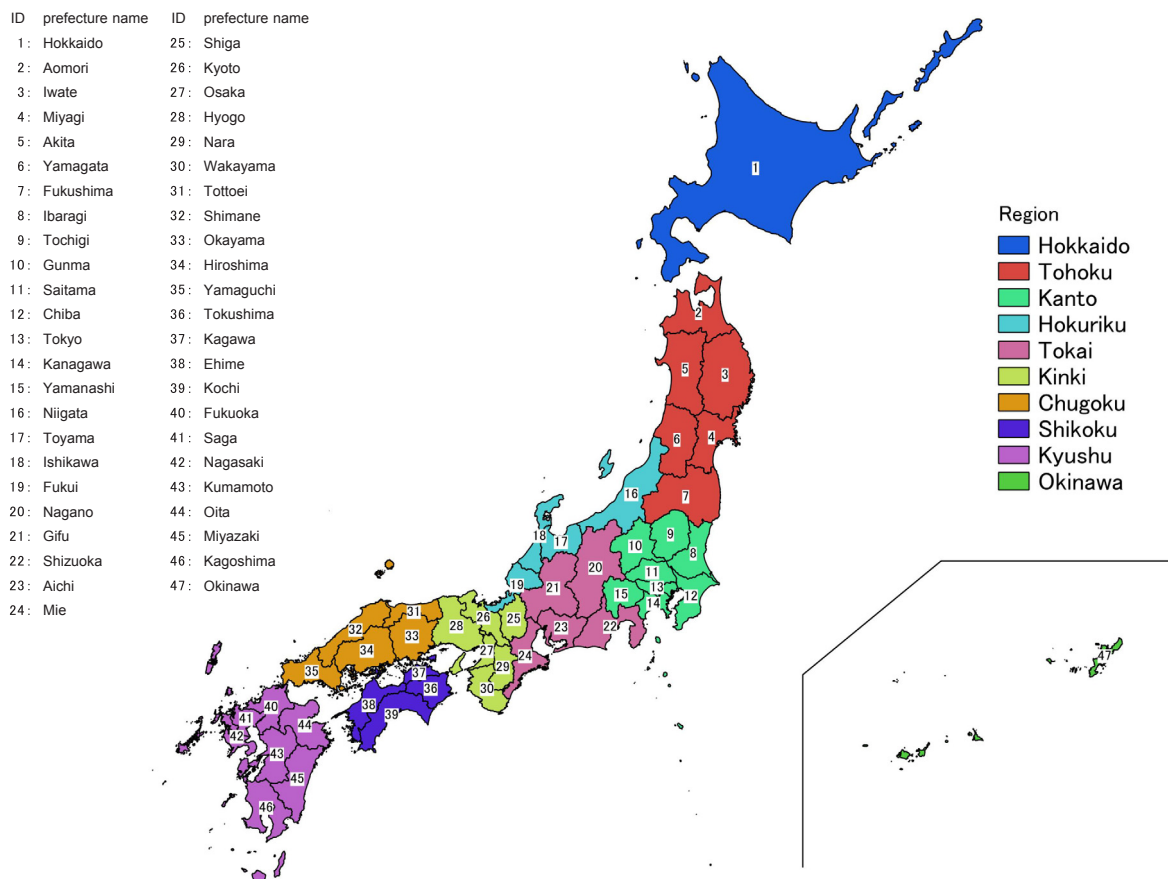 ID prefecture name ID prefecture name
1: Hokkaido 25: Shiga
2: Aomori 26: Kyoto
3: Iwate 27: Osaka
4: Miyagi 28: Hyogo
5: Akita 29: Nara
6: Yamagata 30: Wakayama
7: Fukushima 31: Tottoei
8: Ibaragi 32: Shimane
9: Tochigi 33: Okayama
10: Gunma 34: Hiroshima
11: Saitama 35: Yamaguchi
12: Chiba 36: Tokushima
13: Tokyo 37: Kagawa
14: Kanagawa 38: Ehime
15: Yamanashi 39: Kochi
16: Niigata 40: Fukuoka
17: Toyama 41: Saga
18: Ishikawa 42: Nagasaki
19: Fukui 43: Kumamoto
20: Nagano 44: Oita
21: Gifu 45: Miyazaki
22: Shizuoka 46: Kagoshima
23: Aichi 47: Okinawa
24: Mie
Region
Hokkaido
Tohoku
Kanto
Hokuriku
Tokai
Kinki
Chugoku
Shikoku
Kyushu
Okinawa
1
2
5
3
6
4
16
7
18
17
10
9
8
20
11
19
21
15
13
12
14
31
26
25
32
33
28
23
22
34
27
24
35
37
29
36
30
40
38
39
41
44
42
43
45
46
47